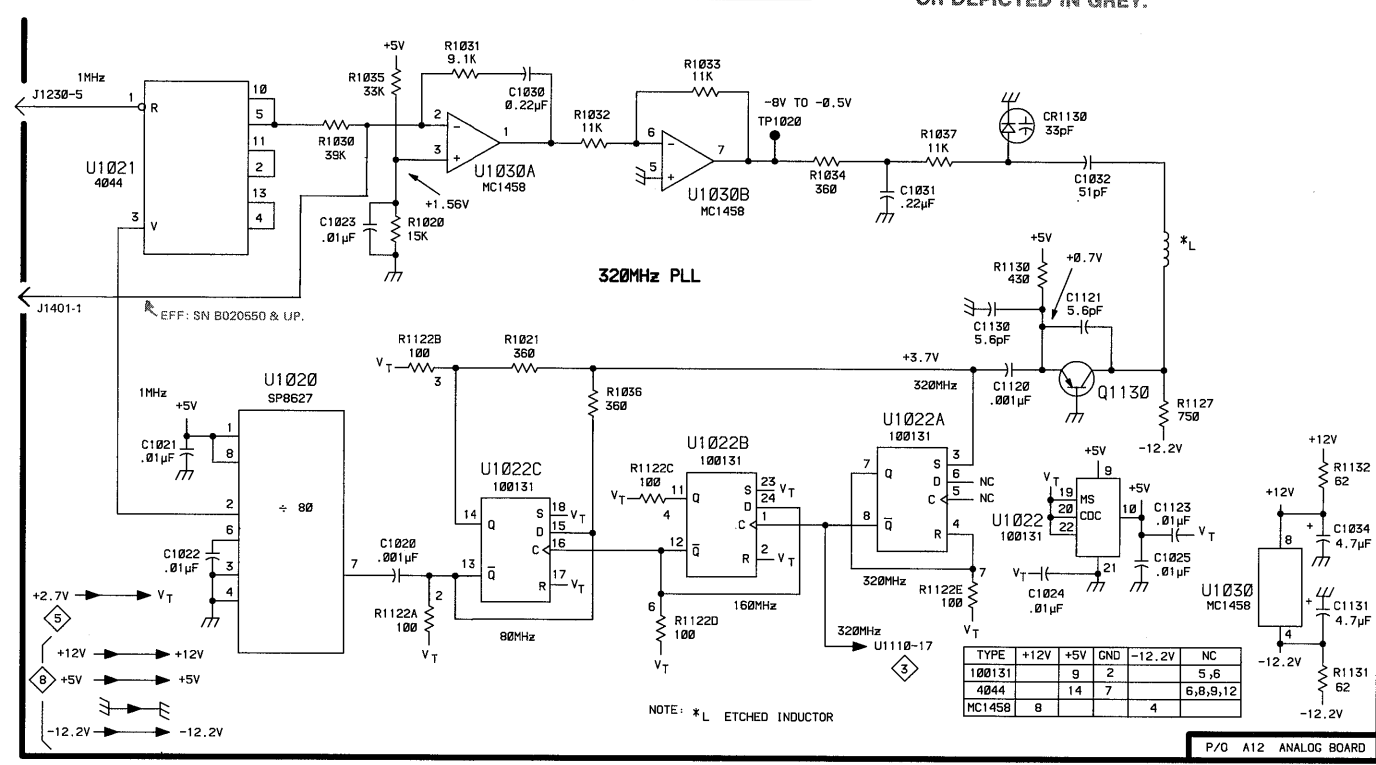 OR DEPICTED IN GREY.
1MHz
J1230-5
1
R
10
5
11
2
13
4
U1021
4044
3
V
J1401-1
EFF: SN B020550 & UP.
R1030
39K
+5V
R1035
33K
R1031
9.1K
C1030
0.22µF
2
-
3
+
1
U1030A
MC1458
+1.56V
C1023
.01µF
R1020
15K
R1032
11K
R1033
11K
6
-
5
+
7
U1030B
MC1458
-8V TO -0.5V
TP1020
R1034
360
C1031
.22µF
R1037
11K
CR1130
33pF
C1032
51pF
*L
320MHz PLL
+5V
R1130
430
+0.7V
C1121
5.6pF
C1130
5.6pF
+3.7V
320MHz
C1120
.001µF
Q1130
R1127
750
-12.2V
R1122B
100
VT
3
R1021
360
R1036
360
1MHz
+5V
C1021
.01µF
U1020
SP8627
1
8
2
6
3
4
÷ 80
7
C1022
.01µF
C1020
.001µF
2
R1122A
100
VT
U1022C
100131
14
Q
13
Q
S
18
VT
D
15
C
16
R
17
VT
80MHz
R1122C
100
VT
11
4
U1022B
100131
Q
12
Q
S
23
VT
D
24
.C
1
R
2
VT
6
R1122D
100
VT
160MHz
U1022A
100131
7
Q
8
Q
S
3
D
6
NC
C
5
NC
R
4
320MHz
R1122E
100
7
VT
320MHz
U1110-17
3
+5V
9
VT
19
MS
20
CDC
22
U1022
100131
10
+5V
C1123
.01µF
VT
C1025
.01µF
21
VT
C1024
.01µF
+12V
R1132
62
+12V
+
C1034
4.7µF
8
U1030
MC1458
+
C1131
4.7µF
4
-12.2V
R1131
62
-12.2V
+2.7V
VT
5
+12V
+12V
8
+5V
+5V
-12.2V
-12.2V
NOTE: *L ETCHED INDUCTOR
TYPE +12V +5V GND -12.2V NC
100131 9 2 5,6
4044 14 7 6,8,9,12
MC1458 8 4
P/O A12 ANALOG BOARD